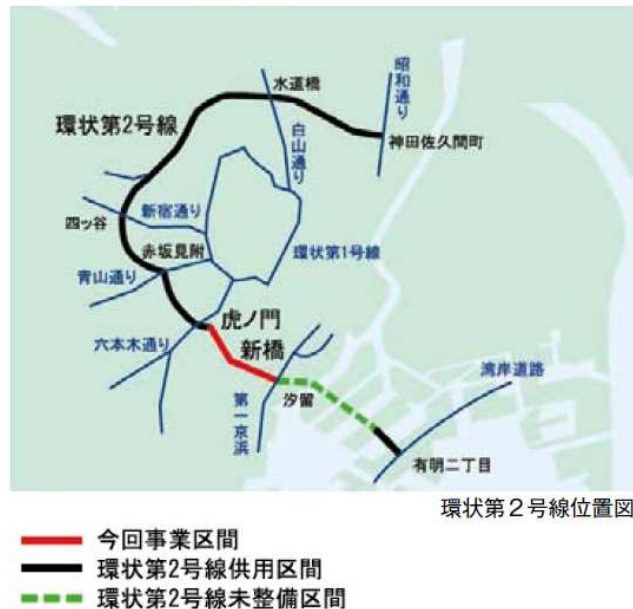 水道橋
昭和通り
環状第2号線
白山通り
神田佐久間町
新宿通り
四ッ谷
赤坂見附
環状第1号線
青山通り
虎ノ門
六本木通り
新橋
湾岸道路
第一京浜
汐留
有明二丁目
環状第２号線位置図
今回事業区間
環状第2号線供用区間
環状第2号線未整備区間